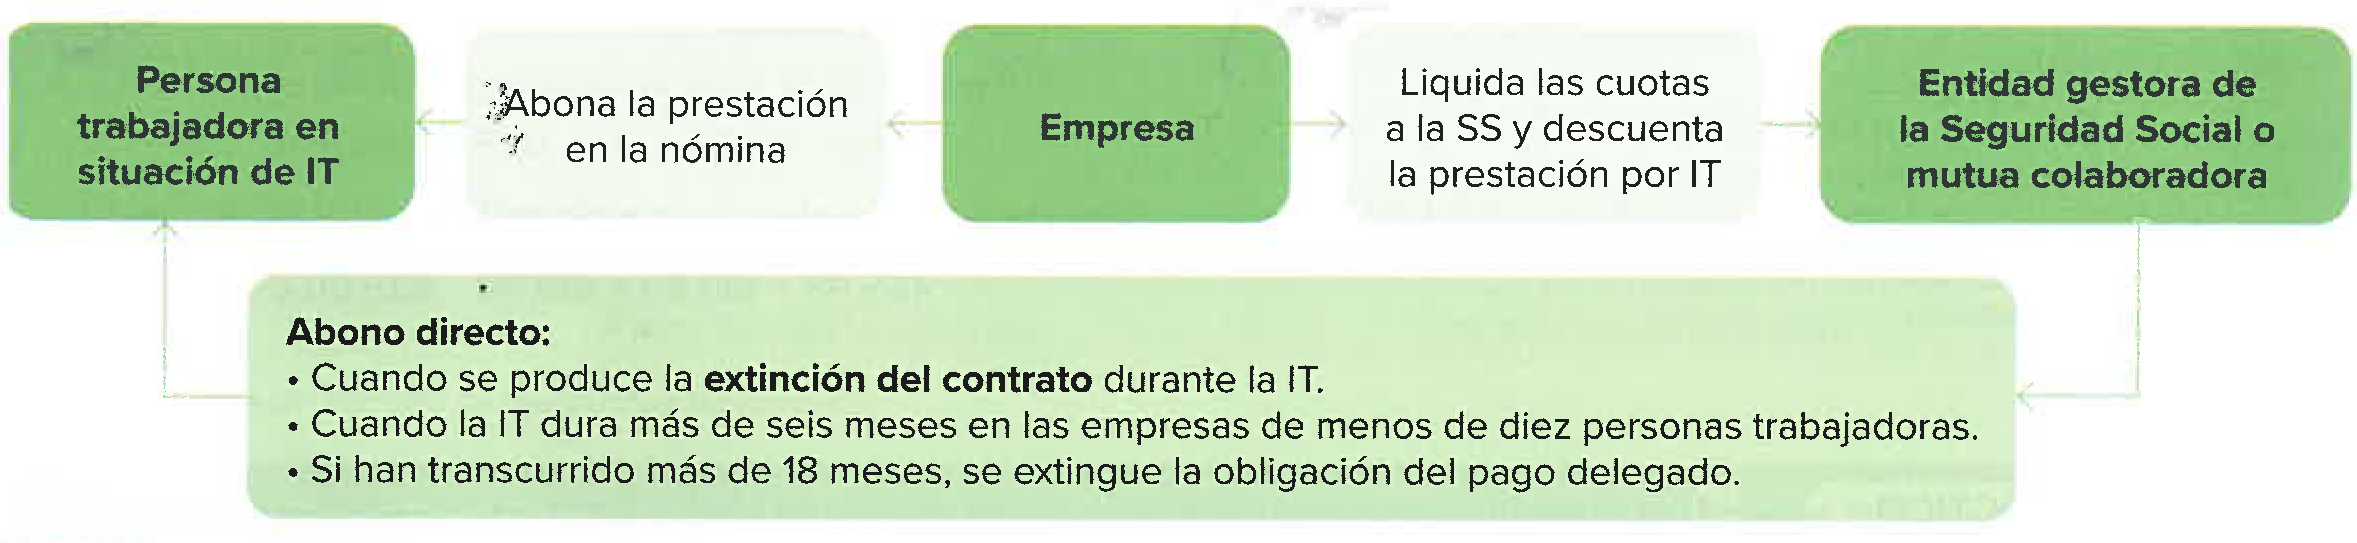 Persona
trabajadora en
situación de IT
Abona la prestación
en la nómina
Empresa
Liquida las cuotas
a la SS y descuenta
la prestación por IT
Entidad gestora de
la Seguridad Social o
mutua colaboradora
Abono directo:
• Cuando se produce la extinción del contrato durante la IT.
• Cuando la IT dura más de seis meses en las empresas de menos de diez personas trabajadoras.
• Si han transcurrido más de 18 meses, se extingue la obligación del pago delegado.